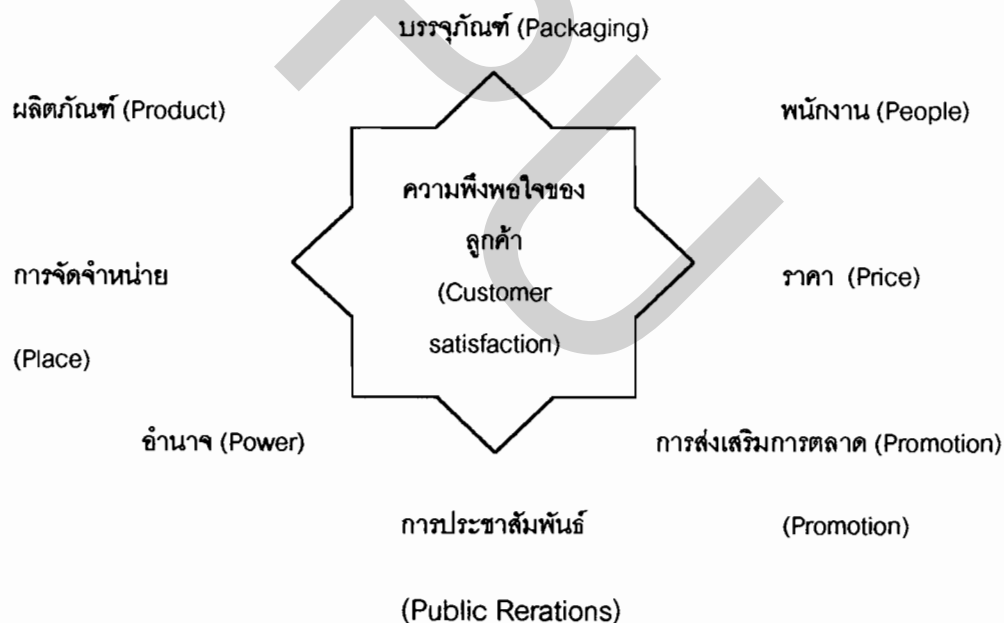 บรรจุภัณฑ์ (Packaging)
ผลิตภัณฑ์ (Product)
พนักงาน (People)
ความพึงพอใจของ
ลูกค้า
(Customer
satisfaction)
การจัดจำหน่าย
(Place)
ราคา (Price)
อำนาจ (Power)
การส่งเสริมการตลาด (Promotion)
(Promotion)
การประชาสัมพันธ์
(Public Rerations)